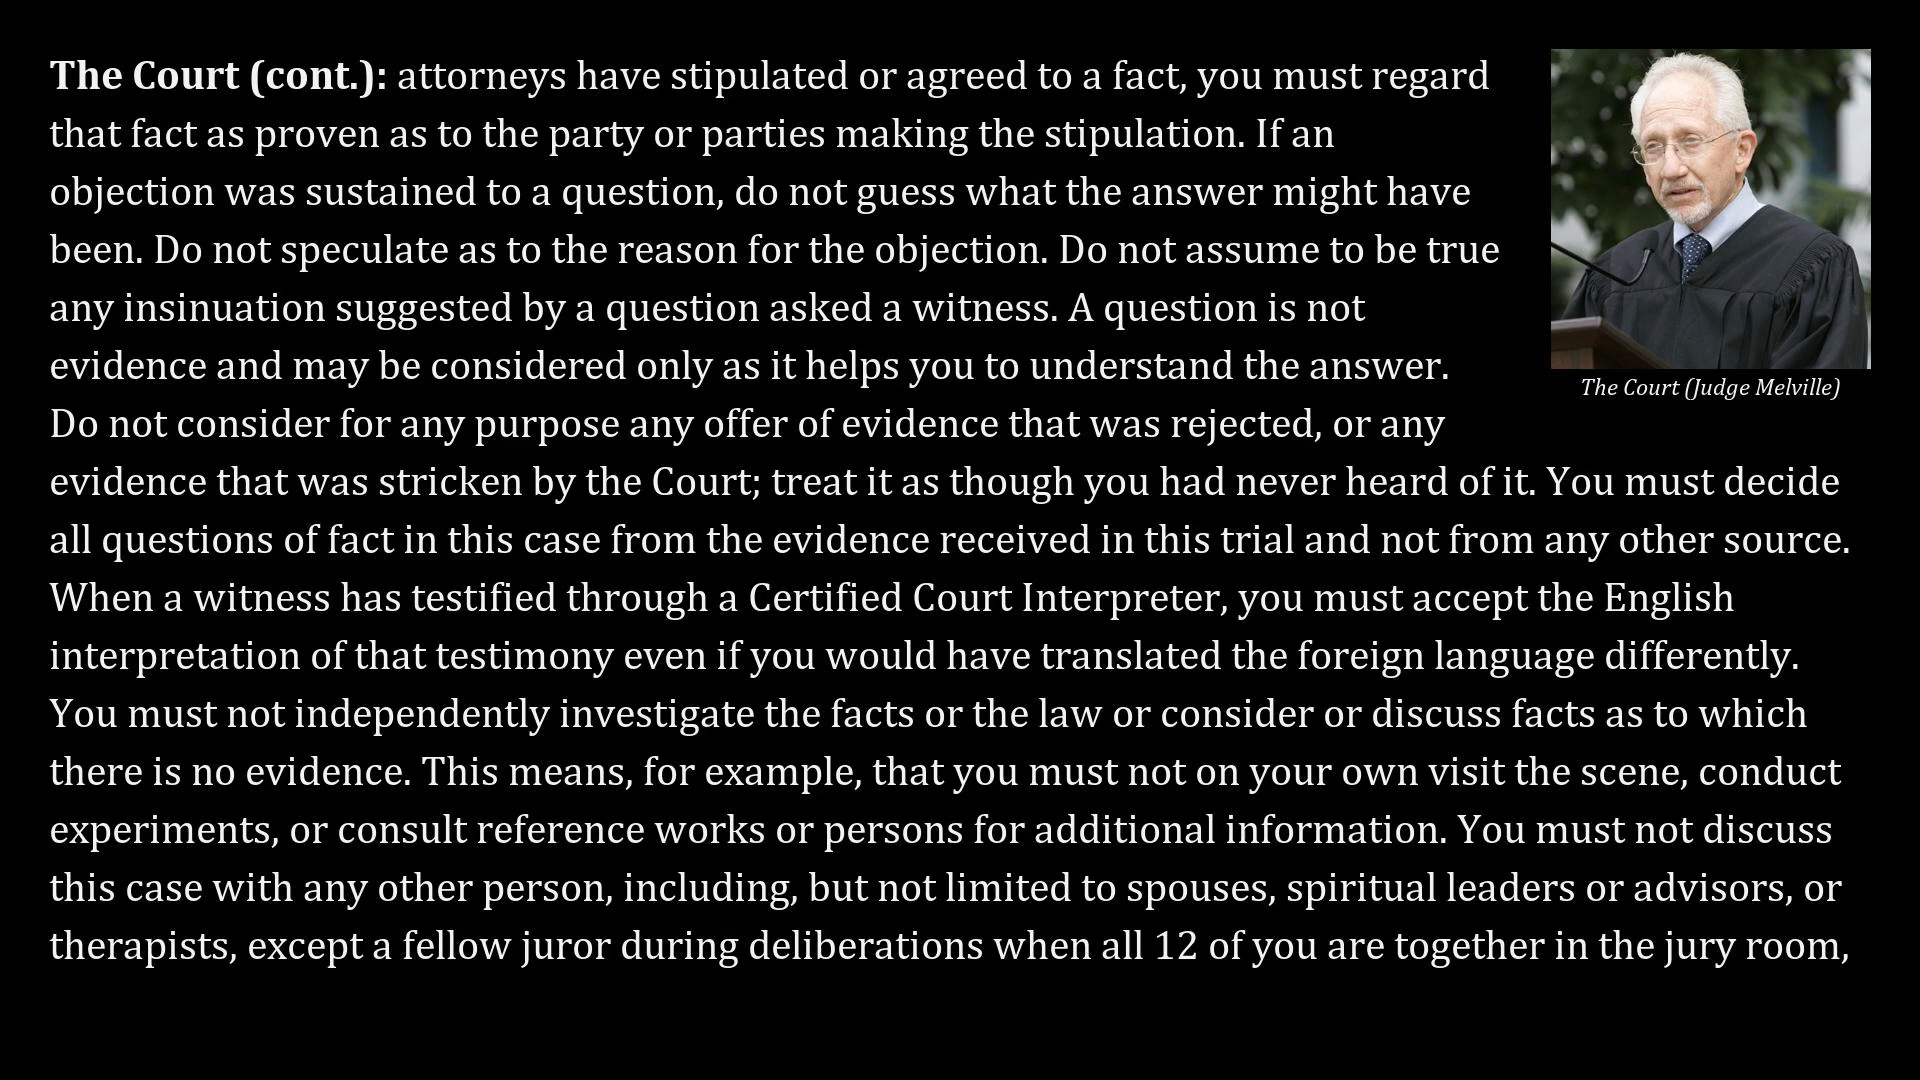 The Court (cont.): attorneys have stipulated or agreed to a fact, you must regard
that fact as proven as to the party or parties making the stipulation. If an
objection was sustained to a question, do not guess what the answer might have
been. Do not speculate as to the reason for the objection. Do not assume to be true
any insinuation suggested by a question asked a witness. A question is not
evidence and may be considered only as it helps you to understand the answer.
Do not consider for any purpose any offer of evidence that was rejected, or any
evidence that was stricken by the Court; treat it as though you had never heard of it. You must decide
all questions of fact in this case from the evidence received in this trial and not from any other source.
When a witness has testified through a Certified Court Interpreter, you must accept the English
interpretation of that testimony even if you would have translated the foreign language differently.
You must not independently investigate the facts or the law or consider or discuss facts as to which
there is no evidence. This means, for example, that you must not on your own visit the scene, conduct
experiments, or consult reference works or persons for additional information. You must not discuss
this case with any other person, including, but not limited to spouses, spiritual leaders or advisors, or
therapists, except a fellow juror during deliberations when all 12 of you are together in the jury room,
The Court (Judge Melville)